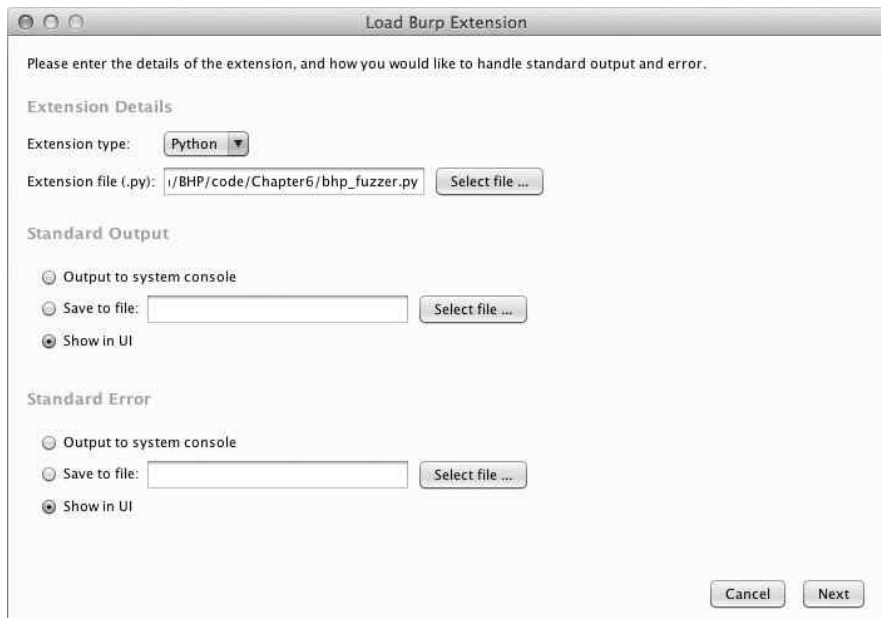 Load Burp Extension
Please enter the details of the extension, and how you would like to handle standard output and error.
Extension Details
Extension type: Python
Extension file (.py): /BHP/code/Chapter6/bhp_fuzzer.py Select file ...
Standard Output
Output to system console
Save to file: Select file ...
Show in UI
Standard Error
Output to system console
Save to file: Select file ...
Show in UI
Cancel Next